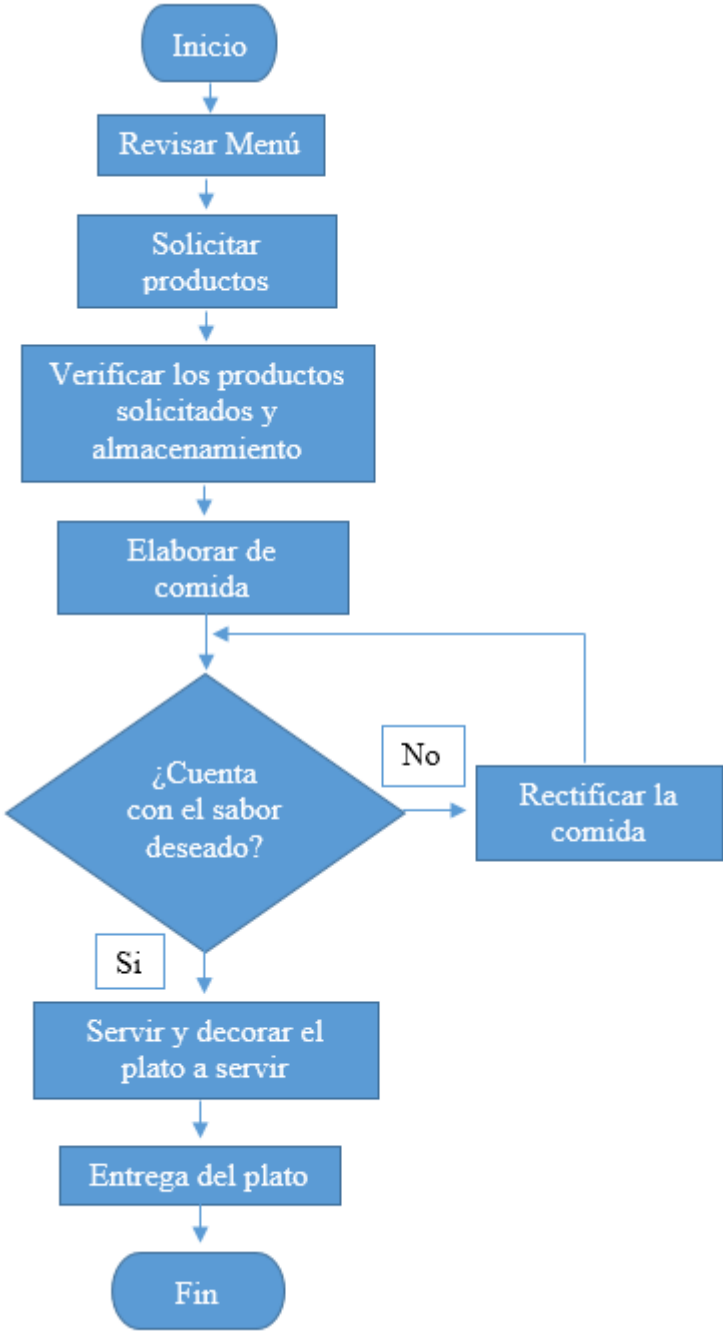 Inicio
Revisar Menú
Solicitar
productos
Verificar los productos
solicitados y
almacenamiento
Elaborar de
comida
¿Cuenta
con el sabor
deseado?
No
Rectificar la
comida
Si
Servir y decorar el
plato a servir
Entrega del plato
Fin